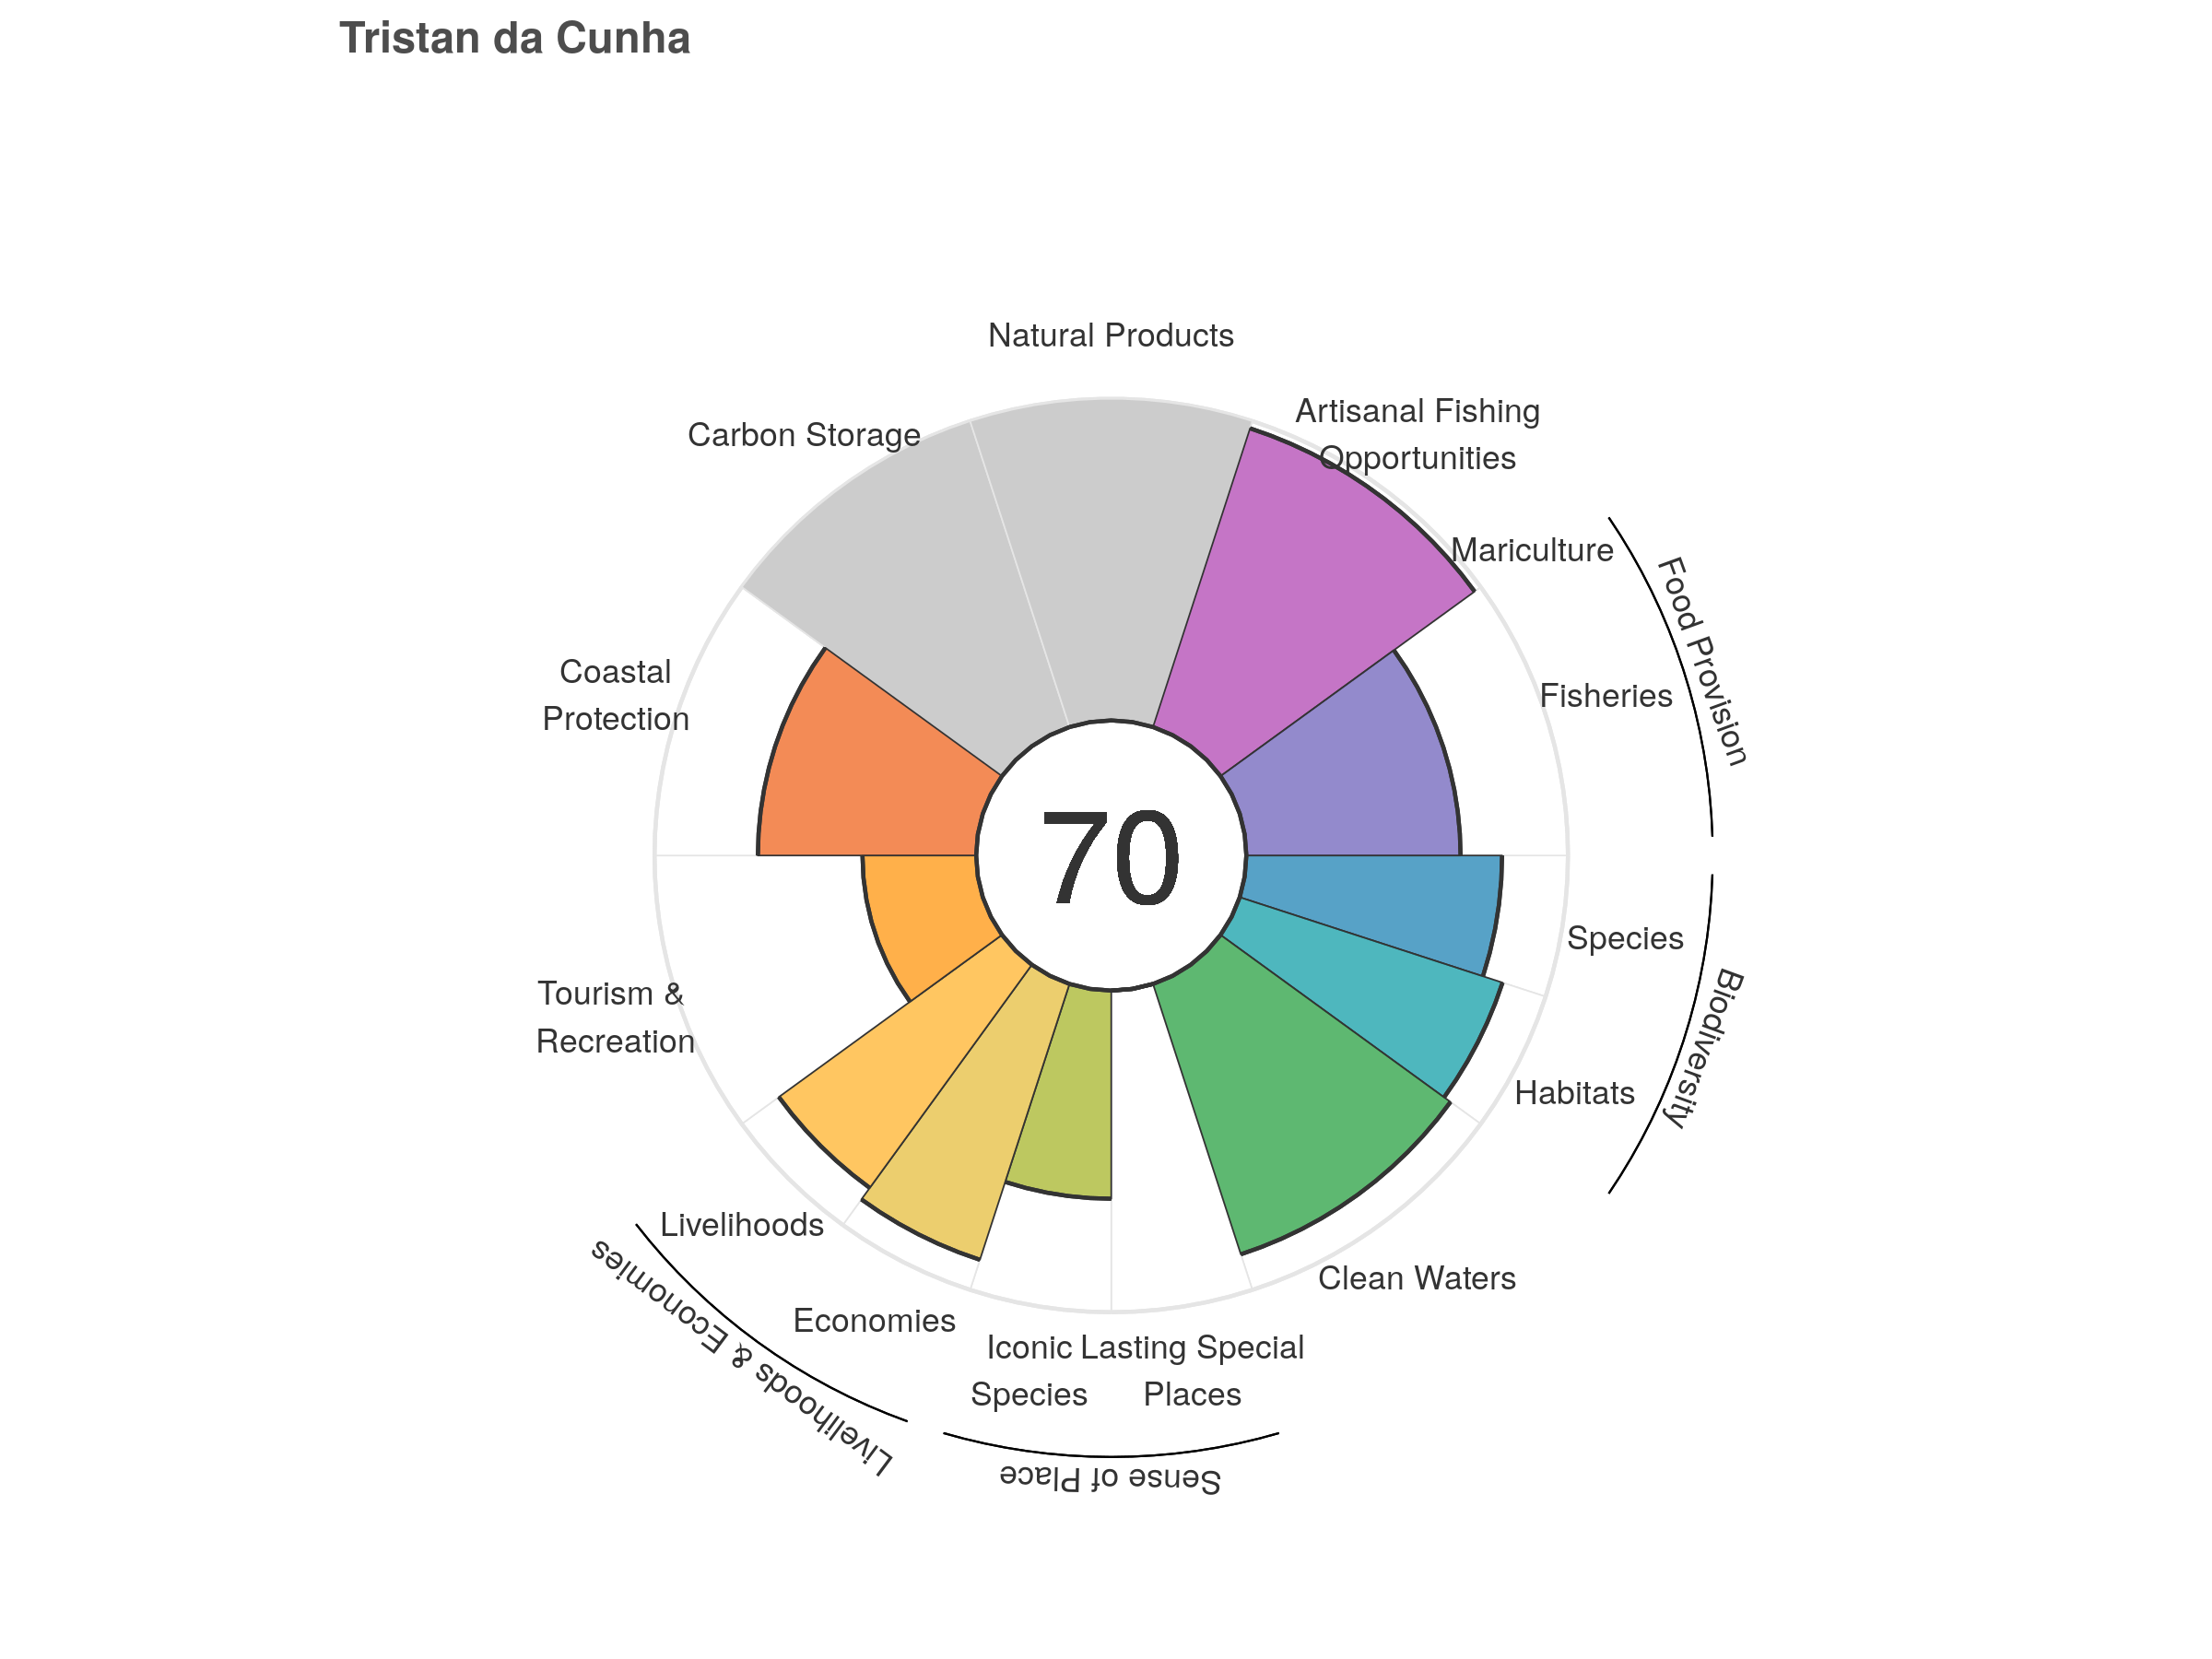 Tristan da Cunha
Natural Products
Carbon Storage
Artisanal Fishing
Opportunities
Mariculture
Food Provision
Fisheries
Coastal
Protection
70
Species
Biodiversity
Habitats
Tourism &
Recreation
Livelihoods
Livelihoods & Economies
Clean Waters
Economies
Iconic
Species
Lasting Special
Places
Sense of Place